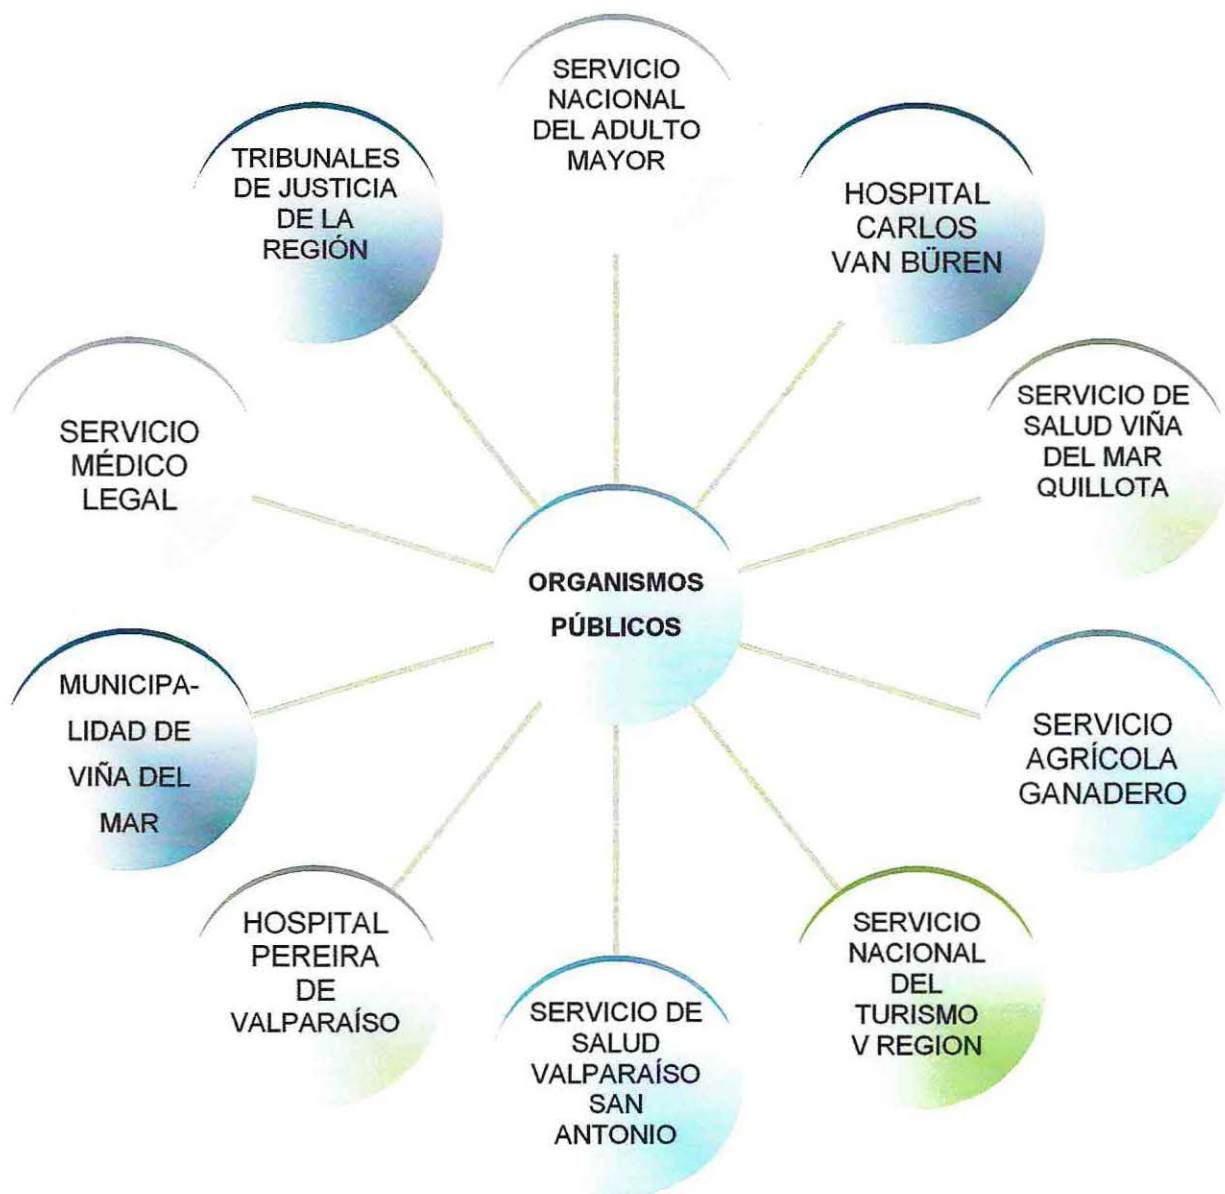 SERVICIO
NACIONAL
DEL ADULTO
MAYOR
HOSPITAL
CARLOS
VAN BÜREN
SERVICIO DE
SALUD VIÑA
DEL MAR
QUILLOTA
SERVICIO
AGRÍCOLA
GANADERO
SERVICIO
NACIONAL
DEL
TURISMO
V REGION
SERVICIO DE
SALUD
VALPARAÍSO
SAN
ANTONIO
HOSPITAL
PEREIRA
DE
VALPARAÍSO
MUNICIPA-
LIDAD DE
VIÑA DEL
MAR
SERVICIO
MÉDICO
LEGAL
TRIBUNALES
DE JUSTICIA
DE LA
REGIÓN
ORGANISMOS
PÚBLICOS